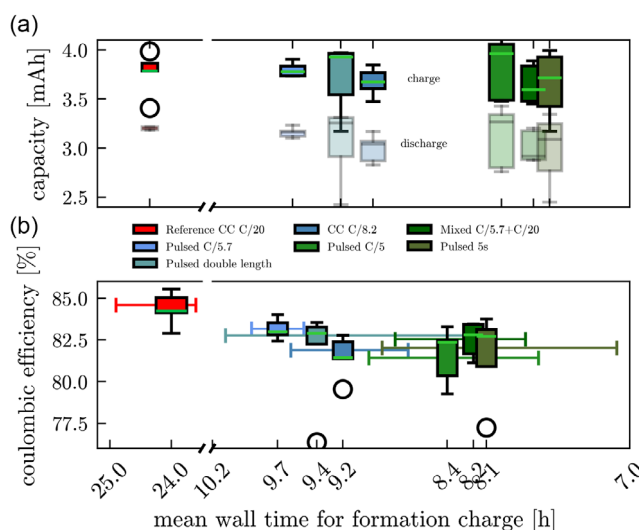 (a)
capacity [mAh]
4.0
3.5
3.0
2.5
charge
discharge
(b)
Reference CC C/20
CC C/8.2
Mixed C/5.7+C/20
Pulsed C/5.7
Pulsed C/5
Pulsed 5s
Pulsed double length
coulombic efficiency [%]
85.0
82.5
80.0
77.5
25.0
24.0
10.2
9.7
9.4
9.2
8.4
8.2
8.1
7.0
mean wall time for formation charge [h]